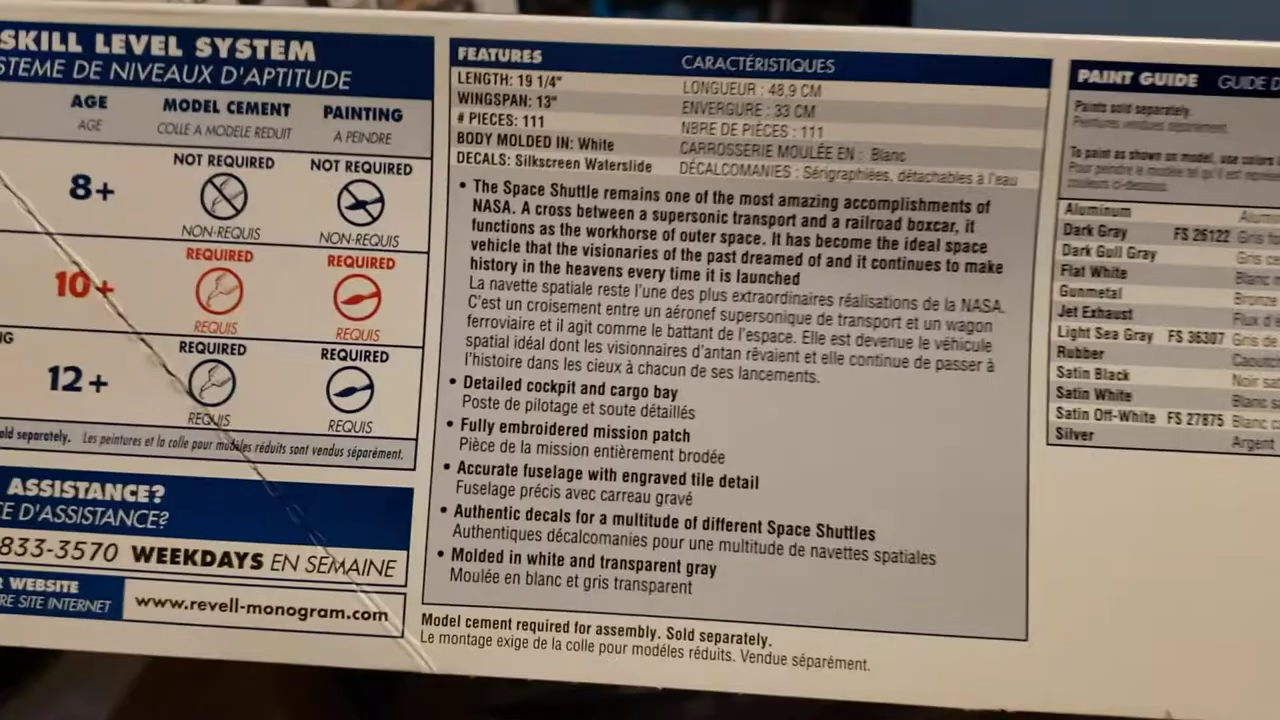 SKILL LEVEL SYSTEM
STEME DE NIVEAUX D'APTITUDE
AGE MODEL CEMENT PAINTING
AGE COLLE A MODELE REDUIT A PEINDRE
NOT REQUIRED NOT REQUIRED
8+
NON-REQUIS NON-REQUIS
REQUIRED REQUIRED
10+
REQUIS REQUIS
NG REQUIRED REQUIRED
12+
REQUIS REQUIS
old separately. Les peintures et la colle pour modèles réduits sont vendus séparément.
ASSISTANCE?
E D'ASSISTANCE?
833-3570 WEEKDAYS EN SEMAINE
WEBSITE
RE SITE INTERNET
www.revell-monogram.com
FEATURES CARACTÉRISTIQUES
LENGTH: 19 1/4" LONGUEUR : 48,9 CM
WINGSPAN: 13" ENVERGURE : 33 CM
# PIECES: 111 NBRE DE PIÈCES : 111
BODY MOLDED IN: White CARROSSERIE MOULÉE EN : Blanc
DECALS: Silkscreen Waterslide DÉCALCOMANIES : Sérigraphiées, détachables à l'eau
• The Space Shuttle remains one of the most amazing accomplishments of
NASA. A cross between a supersonic transport and a railroad boxcar, it
functions as the workhorse of outer space. It has become the ideal space
vehicle that the visionaries of the past dreamed of and it continues to make
history in the heavens every time it is launched
La navette spatiale reste l'une des plus extraordinaires réalisations de la NASA.
C'est un croisement entre un aéronef supersonique de transport et un wagon
ferroviaire et il agit comme le battant de l'espace. Elle est devenue le véhicule
spatial idéal dont les visionnaires d'antan rêvaient et elle continue de passer à
l'histoire dans les cieux à chacun de ses lancements.
• Detailed cockpit and cargo bay
Poste de pilotage et soute détaillés
• Fully embroidered mission patch
Pièce de la mission entièrement brodée
• Accurate fuselage with engraved tile detail
Fuselage précis avec carreau gravé
• Authentic decals for a multitude of different Space Shuttles
Authentiques décalcomanies pour une multitude de navettes spatiales
• Molded in white and transparent gray
Moulée en blanc et gris transparent
Model cement required for assembly. Sold separately.
Le montage exige de la colle pour modéles réduits. Vendue séparément.
PAINT GUIDE GUIDE D
Paints sold separately.
Peintures vendues séparément.
To paint as shown on model, use colors
Pour peindre le modèle tel qu'il est
couleurs ci-dessous.
Aluminum Alumi
Dark Gray FS 26122 Gris fo
Dark Gull Gray Gris
Flat White Blanc
Gunmetal Bronze
Jet Exhaust Flux d'
Light Sea Gray FS 36307 Gris de
Rubber Caoutc
Satin Black Noir sa
Satin White Blanc s
Satin Off-White FS 27875 Blanc
Silver Argent